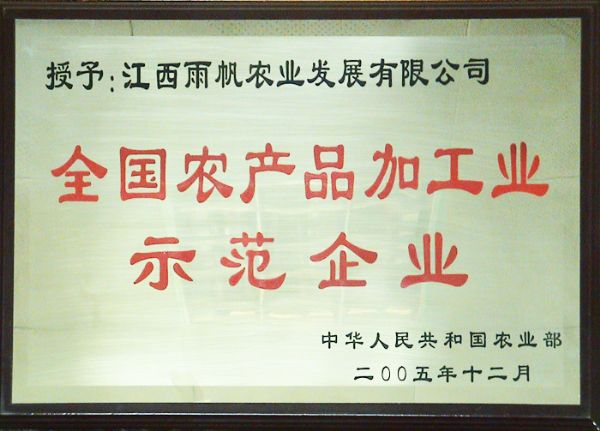 授予:江西雨帆农业发展有限公司
全国农产品加工业
示范企业
中华人民共和国农业部
二00五年十二月